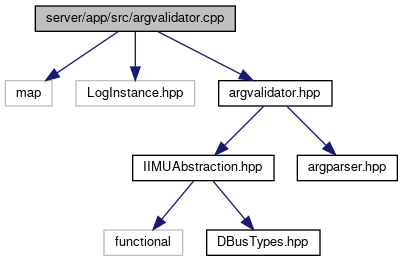 server/app/src/argvalidator.cpp
map
LogInstance.hpp
argvalidator.hpp
IIMUAbstraction.hpp
argparser.hpp
functional
DBusTypes.hpp